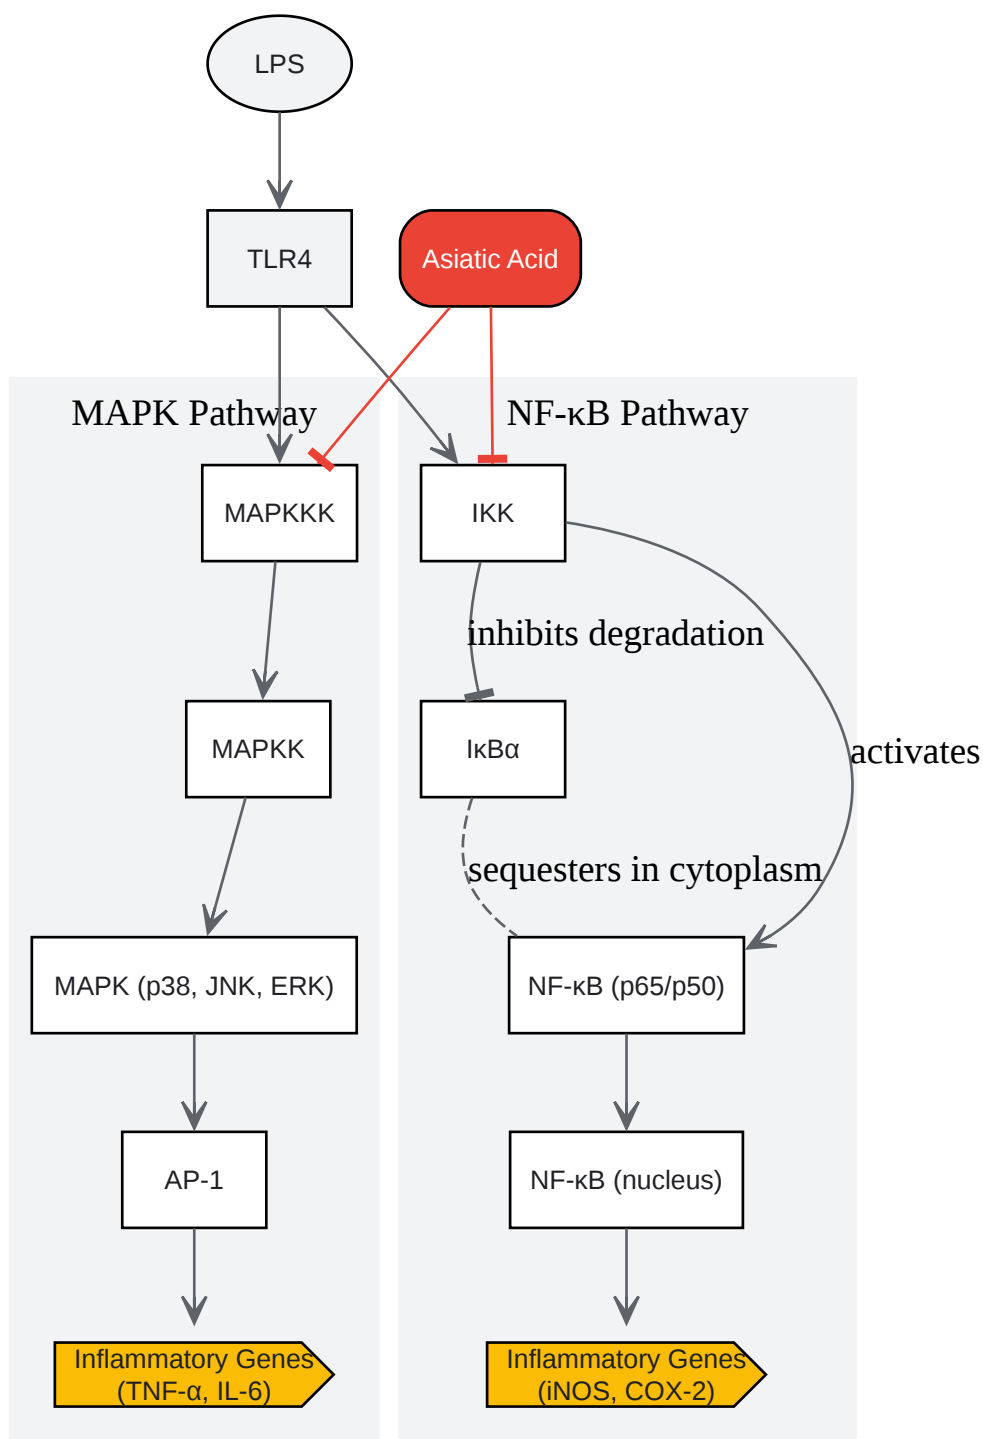 LPS
TLR4
Asiatic Acid
MAPK Pathway
NF-κB Pathway
MAPKKK
IKK
inhibits degradation
MAPKK
IκBα
activates
sequesters in cytoplasm
MAPK (p38, JNK, ERK)
NF-κB (p65/p50)
AP-1
NF-κB (nucleus)
Inflammatory Genes
(TNF-α, IL-6)
Inflammatory Genes
(iNOS, COX-2)